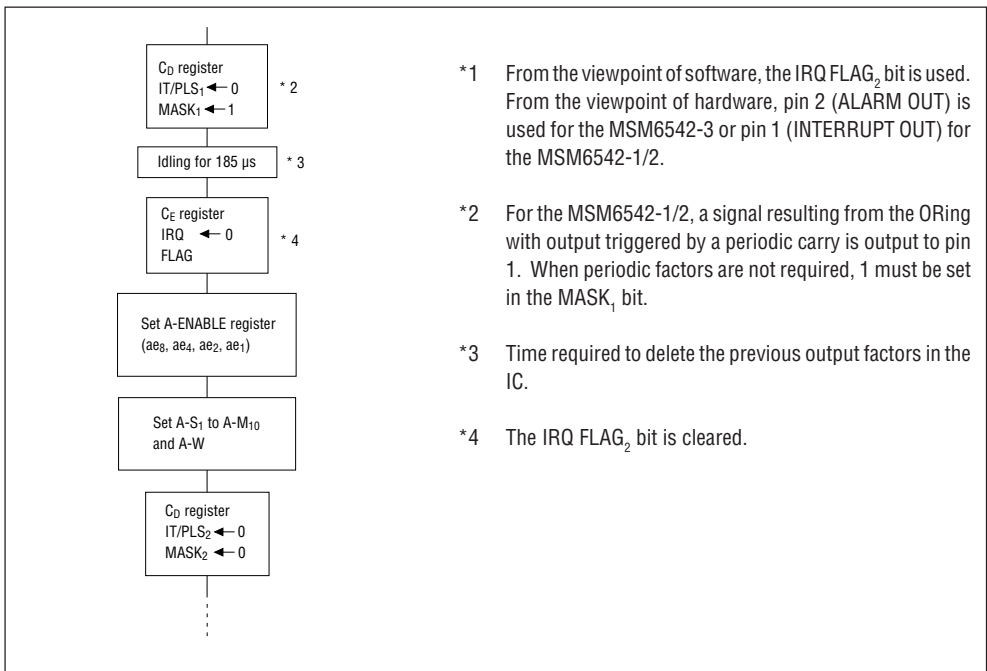 C_D register
IT/PLS₁ ← 0
MASK₁ ← 1
* 2
Idling for 185 µs
* 3
C_E register
IRQ ← 0
FLAG
* 4
Set A-ENABLE register
(ae₈, ae₄, ae₂, ae₁)
Set A-S₁ to A-M₁₀
and A-W
C_D register
IT/PLS₂ ← 0
MASK₂ ← 0
*1 From the viewpoint of software, the IRQ FLAG₂ bit is used.
From the viewpoint of hardware, pin 2 (ALARM OUT) is
used for the MSM6542-3 or pin 1 (INTERRUPT OUT) for
the MSM6542-1/2.
*2 For the MSM6542-1/2, a signal resulting from the ORing
with output triggered by a periodic carry is output to pin
1. When periodic factors are not required, 1 must be set
in the MASK₁ bit.
*3 Time required to delete the previous output factors in the
IC.
*4 The IRQ FLAG₂ bit is cleared.